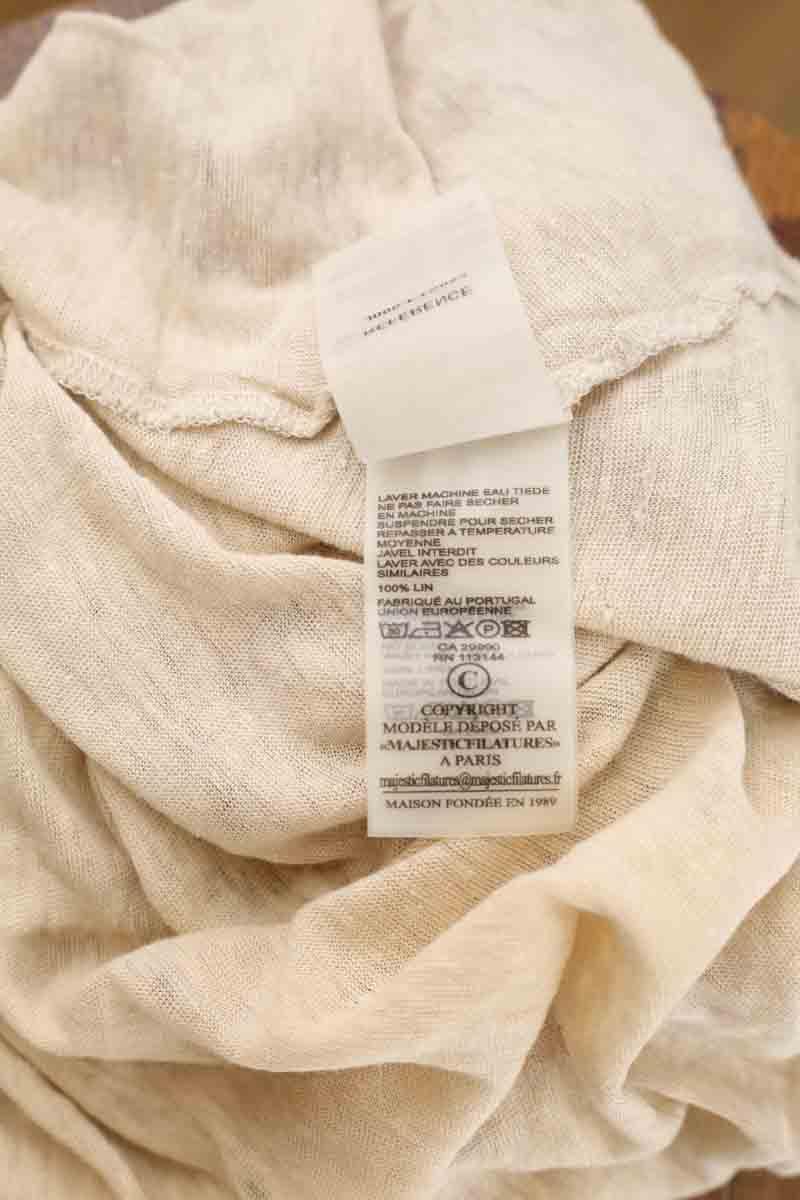 REFERENCE
LAVER MACHINE EAU TIEDE
NE PAS FAIRE SECHER
EN MACHINE
SUSPENDRE POUR SECHER
REPASSER A TEMPERATURE
MOYENNE
JAVEL INTERDIT
LAVER AVEC DES COULEURS
SIMILAIRES
100% LIN
FABRIQUÉ AU PORTUGAL
UNION EUROPÉENNE
P
CA 29890
RN 113144
©
COPYRIGHT
MODÈLE DÉPOSÉ PAR
«MAJESTICFILATURES»
A PARIS
majesticfilatures@majesticfilatures.fr
MAISON FONDÉE EN 1989